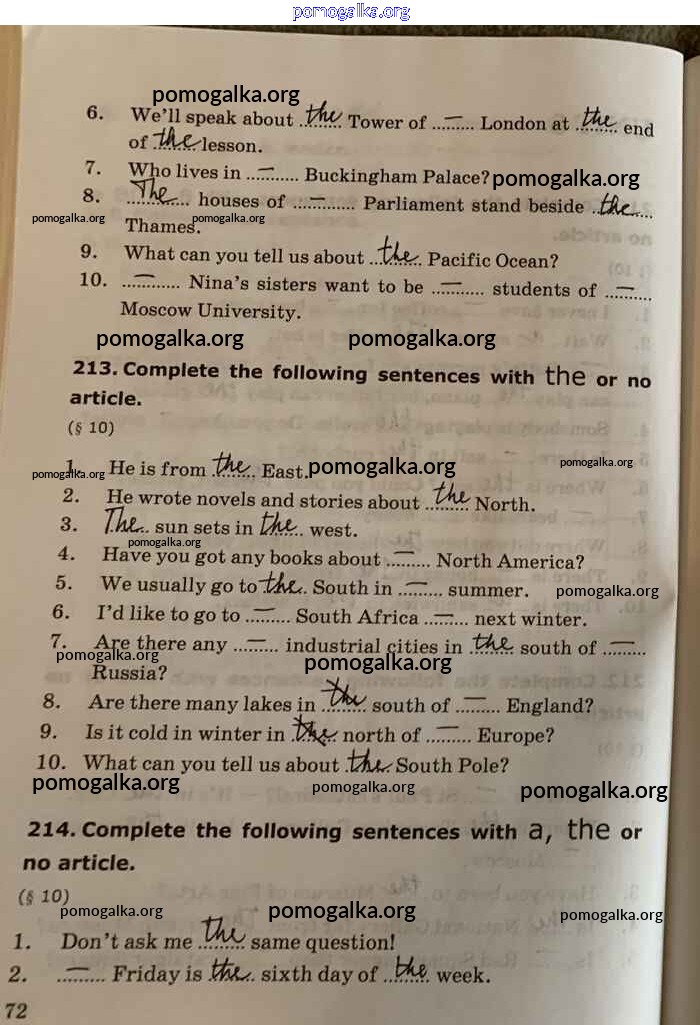 pomogalka.org
pomogalka.org
6. We'll speak about the Tower of — London at the end
of the lesson.
7. Who lives in — Buckingham Palace? pomogalka.org
8. The houses of — Parliament stand beside the
pomogalka.org pomogalka.org
Thames.
9. What can you tell us about the Pacific Ocean?
10. — Nina's sisters want to be — students of —
Moscow University.
pomogalka.org pomogalka.org
213. Complete the following sentences with the or no
article.
(§ 10)
1. He is from the East. pomogalka.org
pomogalka.org pomogalka.org
2. He wrote novels and stories about the North.
3. The sun sets in the west.
pomogalka.org
4. Have you got any books about — North America?
5. We usually go to the South in — summer. pomogalka.org
6. I'd like to go to — South Africa — next winter.
7. Are there any — industrial cities in the south of —
pomogalka.org pomogalka.org
Russia?
8. Are there many lakes in the south of — England?
9. Is it cold in winter in the north of — Europe?
10. What can you tell us about the South Pole?
pomogalka.org pomogalka.org pomogalka.org
214. Complete the following sentences with a, the or
no article.
(§ 10)
pomogalka.org pomogalka.org pomogalka.org
1. Don't ask me the same question!
2. — Friday is the sixth day of the week.
72